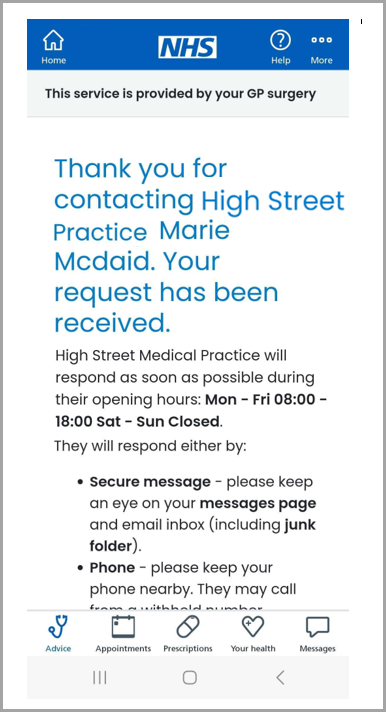 NHS
Home
Help
More
This service is provided by your GP surgery
Thank you for
contacting High Street
Practice Marie
Mcdaid. Your
request has been
received.
High Street Medical Practice will
respond as soon as possible during
their opening hours: Mon - Fri 08:00 -
18:00 Sat - Sun Closed.
They will respond either by:
• Secure message - please keep
an eye on your messages page
and email inbox (including junk
folder).
• Phone - please keep your
phone nearby. They may call
from a withheld number
Advice
Appointments
Prescriptions
Your health
Messages